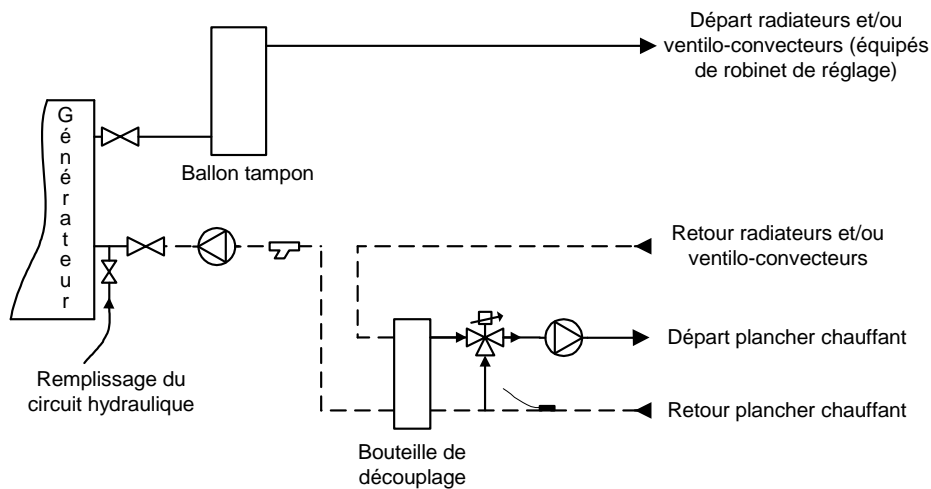 Départ radiateurs et/ou
ventilo-convecteurs (équipés
de robinet de réglage)
Générateur
Ballon tampon
Retour radiateurs et/ou
ventilo-convecteurs
Départ plancher chauffant
Remplissage du
circuit hydraulique
Retour plancher chauffant
Bouteille de
découplage